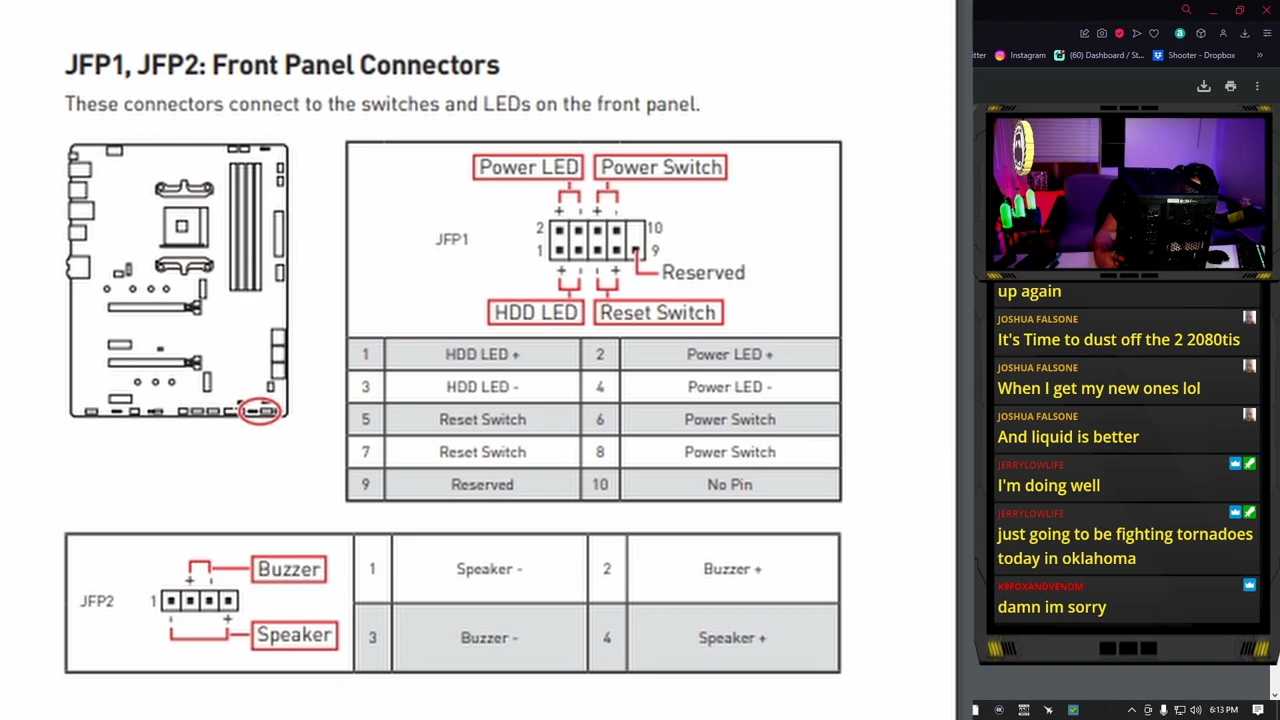 JFP1, JFP2: Front Panel Connectors
These connectors connect to the switches and LEDs on the front panel.
Power LED Power Switch
+ - + -
2 10
JFP1
1 9
+ - - +
Reserved
HDD LED Reset Switch
1 HDD LED + 2 Power LED +
3 HDD LED - 4 Power LED -
5 Reset Switch 6 Power Switch
7 Reset Switch 8 Power Switch
9 Reserved 10 No Pin
Buzzer
+ -
JFP2 1
- +
Speaker
1 Speaker - 2 Buzzer +
3 Buzzer - 4 Speaker +
tter Instagram (60) Dashboard / St... Shooter - Dropbox »
up again
JOSHUA FALSONE
It's Time to dust off the 2 2080tis
JOSHUA FALSONE
When I get my new ones lol
JOSHUA FALSONE
And liquid is better
JERRYLOWLIFE
I'm doing well
JERRYLOWLIFE
just going to be fighting tornadoes
today in oklahoma
K9FOXANDVENOM
damn im sorry
6:13 PM